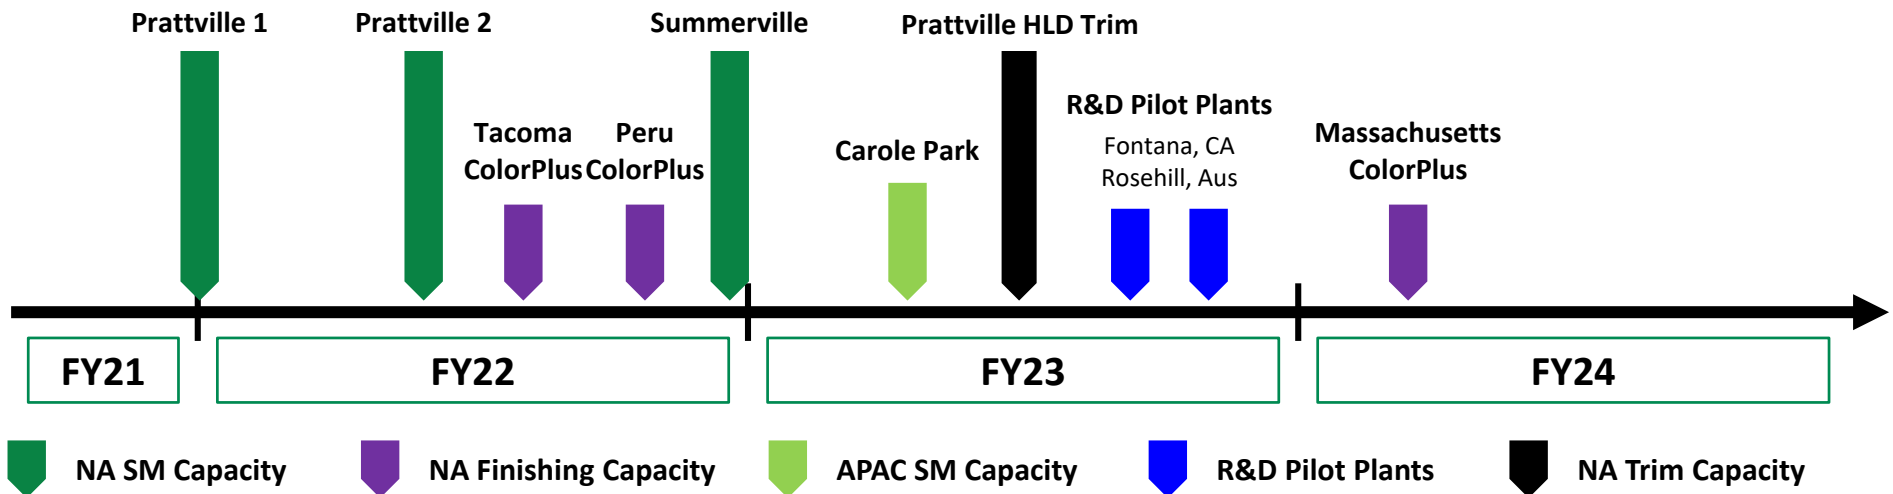 Prattville 1
Prattville 2
Summerville
Prattville HLD Trim
Tacoma
ColorPlus
Peru
ColorPlus
Carole Park
R&D Pilot Plants
Fontana, CA
Rosehill, Aus
Massachusetts
ColorPlus
FY21
FY22
FY23
FY24
NA SM Capacity
NA Finishing Capacity
APAC SM Capacity
R&D Pilot Plants
NA Trim Capacity